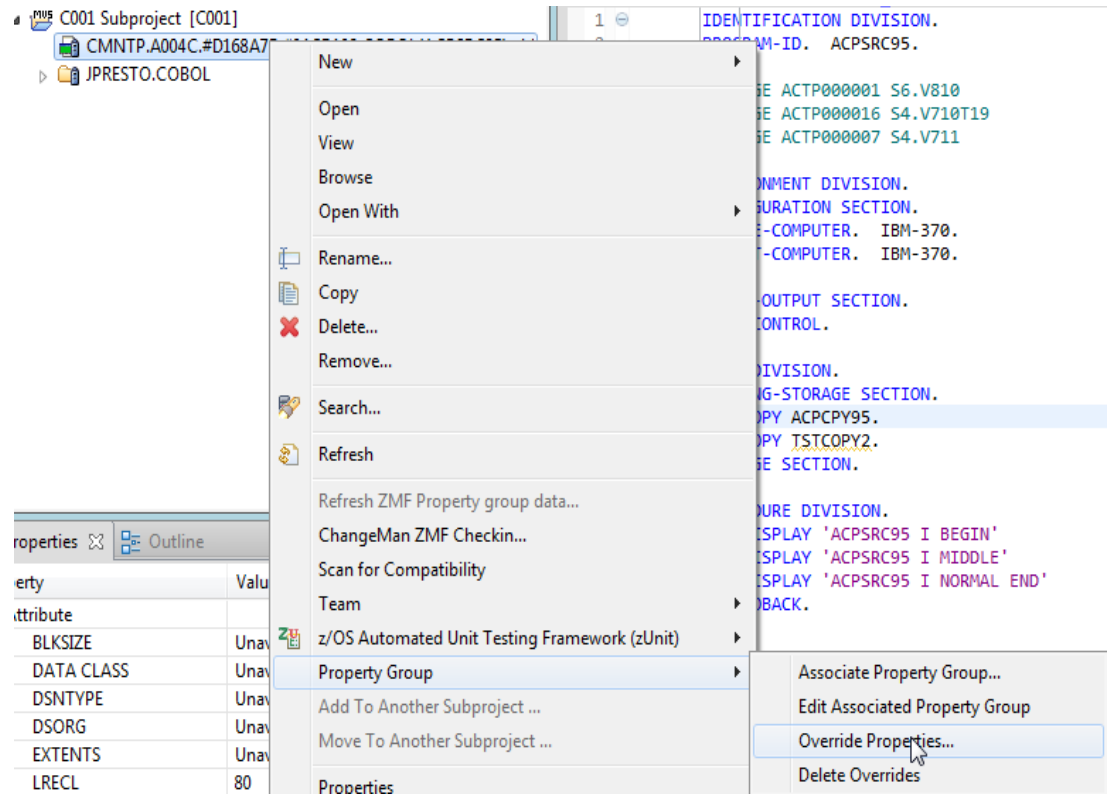 MVS C001 Subproject [C001]
CMNTP.A004C.#D168A7
JPRESTO.COBOL
1 IDENTIFICATION DIVISION.
AM-ID. ACPSRC95.
GE ACTP000001 S6.V810
GE ACTP000016 S4.V710T19
GE ACTP000007 S4.V711
ONMENT DIVISION.
GURATION SECTION.
E-COMPUTER. IBM-370.
T-COMPUTER. IBM-370.
-OUTPUT SECTION.
CONTROL.
DIVISION.
NG-STORAGE SECTION.
OPY ACPCPY95.
OPY TSTCOPY2.
GE SECTION.
DURE DIVISION.
ISPLAY 'ACPSRC95 I BEGIN'
ISPLAY 'ACPSRC95 I MIDDLE'
ISPLAY 'ACPSRC95 I NORMAL END'
OBACK.
New
Open
View
Browse
Open With
Rename...
Copy
Delete...
Remove...
Search...
Refresh
Refresh ZMF Property group data...
ChangeMan ZMF Checkin...
Scan for Compatibility
Team
z/OS Automated Unit Testing Framework (zUnit)
Property Group
Add To Another Subproject ...
Move To Another Subproject ...
Properties
Associate Property Group...
Edit Associated Property Group
Override Properties...
Delete Overrides
roperties Outline
erty Valu
Attribute
BLKSIZE Unav
DATA CLASS Unav
DSNTYPE Unav
DSORG Unav
EXTENTS Unav
LRECL 80